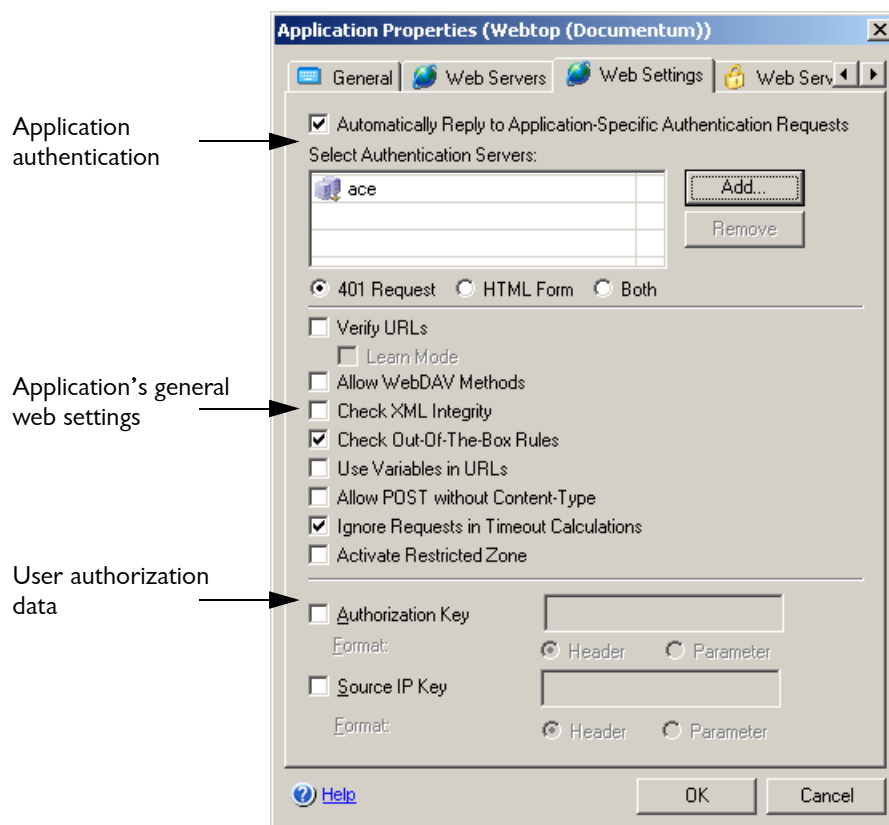 Application Properties (Webtop (Documentum))
General Web Servers Web Settings Web Serv
Application
authentication
Automatically Reply to Application-Specific Authentication Requests
Select Authentication Servers:
ace
Add...
Remove
401 Request HTML Form Both
Verify URLs
Learn Mode
Allow WebDAV Methods
Application's general
web settings
Check XML Integrity
Check Out-Of-The-Box Rules
Use Variables in URLs
Allow POST without Content-Type
Ignore Requests in Timeout Calculations
Activate Restricted Zone
User authorization
data
Authorization Key
Format: Header Parameter
Source IP Key
Format: Header Parameter
Help OK Cancel